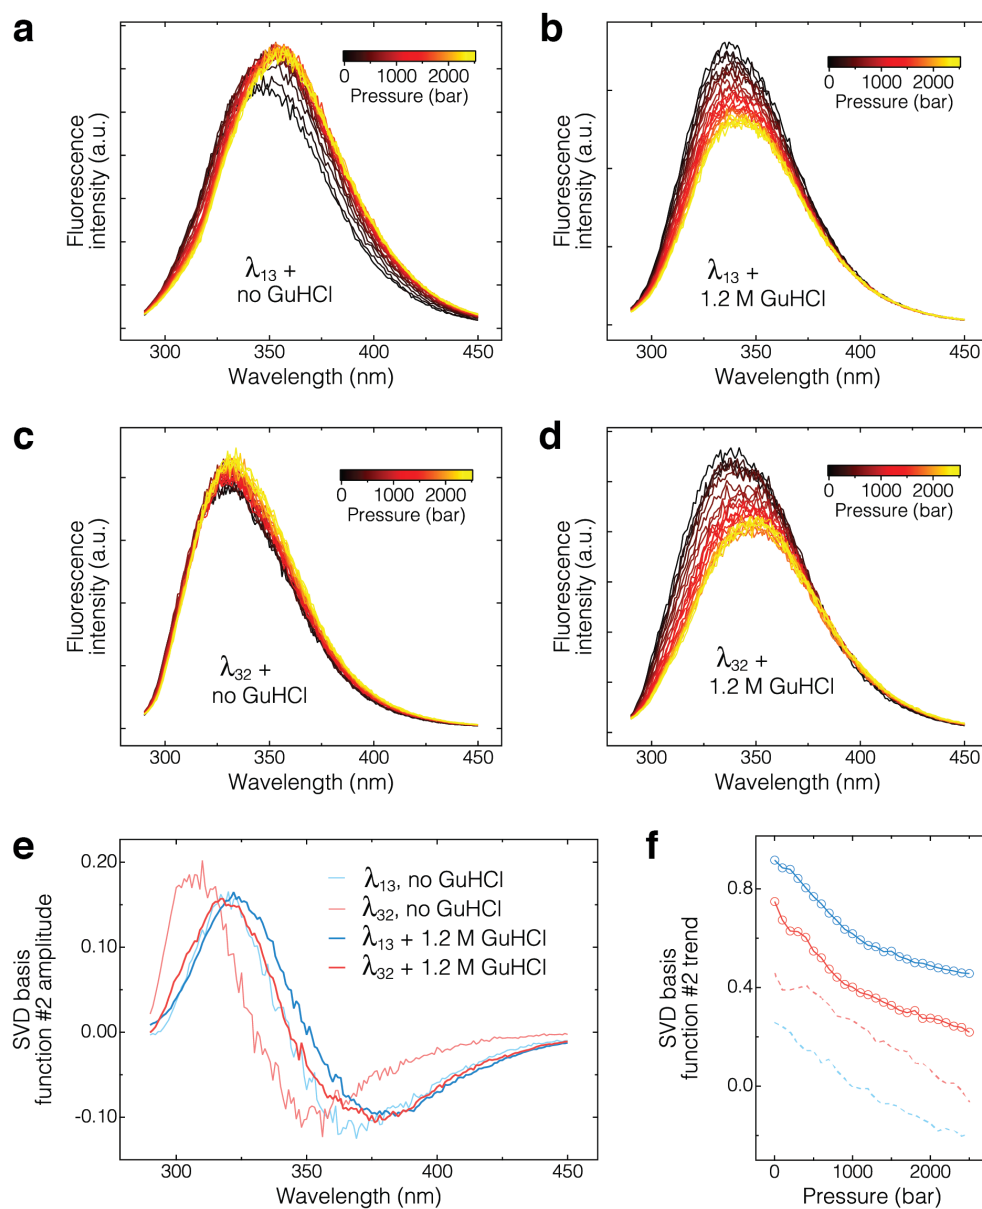 a
0 1000 2000
Pressure (bar)
Fluorescence
intensity (a.u.)
λ13 +
no GuHCl
300 350 400 450
Wavelength (nm)
b
0 1000 2000
Pressure (bar)
Fluorescence
intensity (a.u.)
λ13 +
1.2 M GuHCl
300 350 400 450
Wavelength (nm)
c
0 1000 2000
Pressure (bar)
Fluorescence
intensity (a.u.)
λ32 +
no GuHCl
300 350 400 450
Wavelength (nm)
d
0 1000 2000
Pressure (bar)
Fluorescence
intensity (a.u.)
λ32 +
1.2 M GuHCl
300 350 400 450
Wavelength (nm)
e
SVD basis
function #2 amplitude
0.20
0.10
0.00
-0.10
λ13, no GuHCl
λ32, no GuHCl
λ13 + 1.2 M GuHCl
λ32 + 1.2 M GuHCl
300 350 400 450
Wavelength (nm)
f
SVD basis
function #2 trend
0.8
0.4
0.0
0 1000 2000
Pressure (bar)